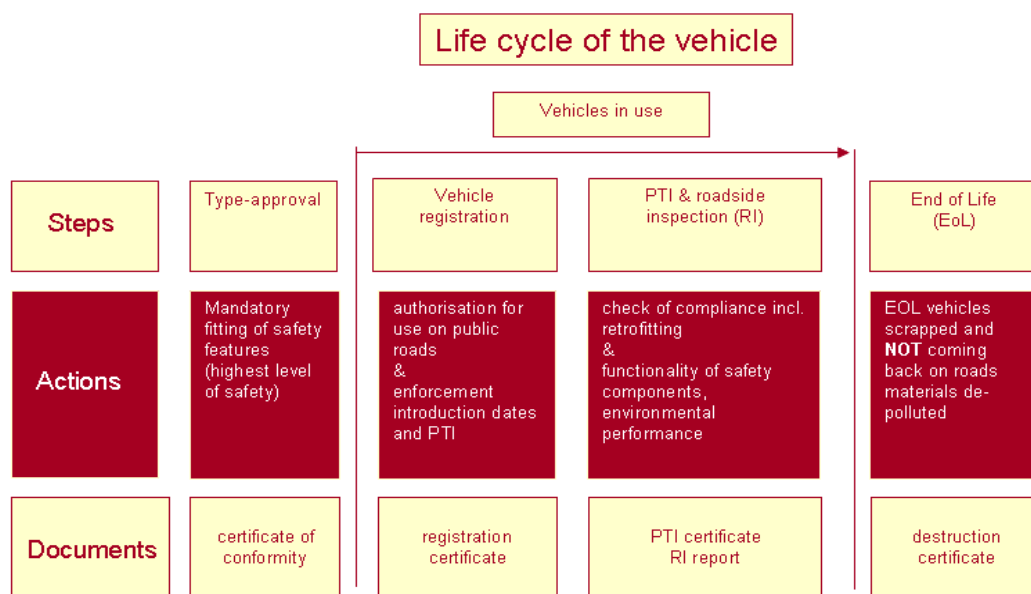 Life cycle of the vehicle
Vehicles in use
Steps
Type-approval
Vehicle
registration
PTI & roadside
inspection (RI)
End of Life
(EoL)
Actions
Mandatory
fitting of safety
features
(highest level
of safety)
authorisation for
use on public
roads
&
enforcement
introduction dates
and PTI
check of compliance incl.
retrofitting
&
functionality of safety
components,
environmental
performance
EOL vehicles
scrapped and
NOT coming
back on roads
materials de-
polluted
Documents
certificate of
conformity
registration
certificate
PTI certificate
RI report
destruction
certificate